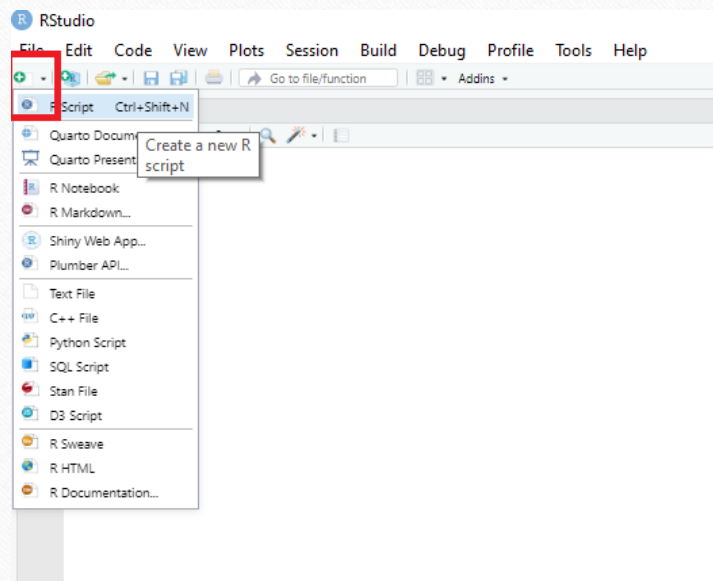 RStudio
File Edit Code View Plots Session Build Debug Profile Tools Help
Go to file/function Addins
R Script Ctrl+Shift+N
Quarto Docume
Create a new R
script
Quarto Present
R Notebook
R Markdown...
Shiny Web App...
Plumber API...
Text File
C++ File
Python Script
SQL Script
Stan File
D3 Script
R Sweave
R HTML
R Documentation...